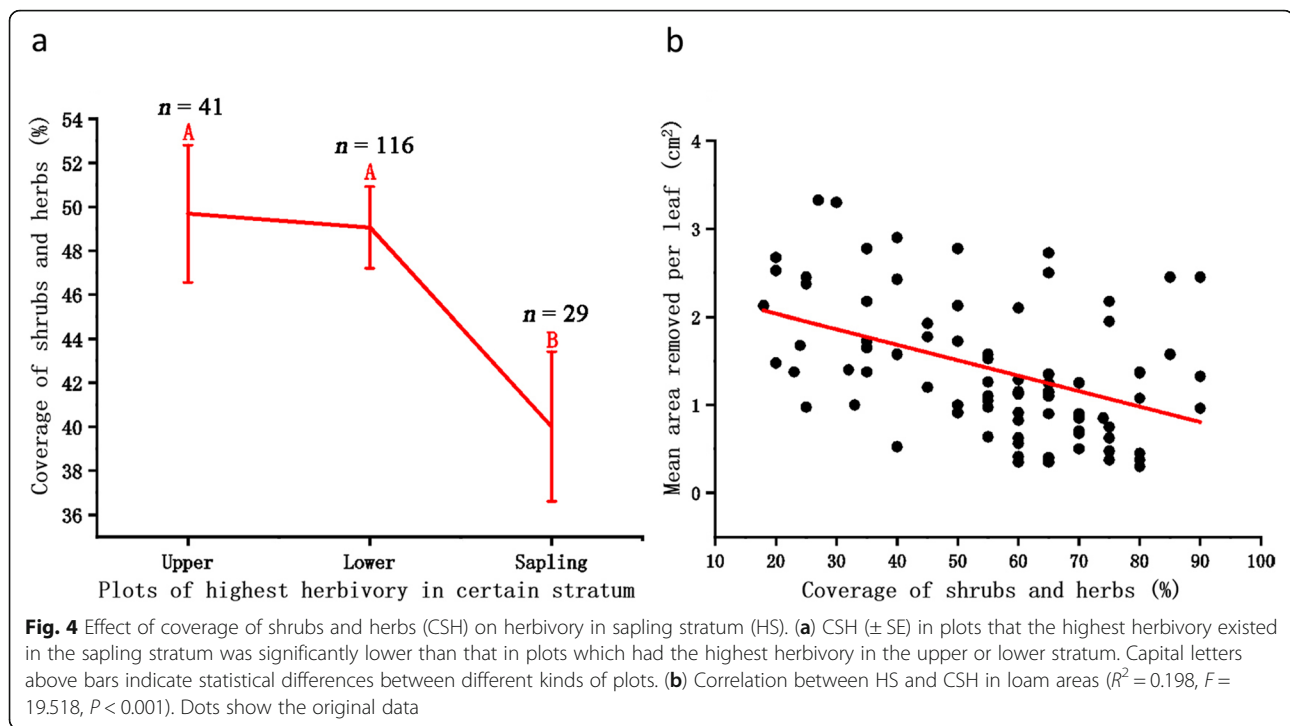 a
n = 41
n = 116
n = 29
A
A
B
Coverage of shrubs and herbs (%)
54
52
50
48
46
44
42
40
38
36
Upper Lower Sapling
Plots of highest herbivory in certain stratum
b
Mean area removed per leaf (cm²)
4
3
2
1
0
10 20 30 40 50 60 70 80 90 100
Coverage of shrubs and herbs (%)
Fig. 4 Effect of coverage of shrubs and herbs (CSH) on herbivory in sapling stratum (HS). (a) CSH (± SE) in plots that the highest herbivory existed
in the sapling stratum was significantly lower than that in plots which had the highest herbivory in the upper or lower stratum. Capital letters
above bars indicate statistical differences between different kinds of plots. (b) Correlation between HS and CSH in loam areas (R² = 0.198, F =
19.518, P < 0.001). Dots show the original data